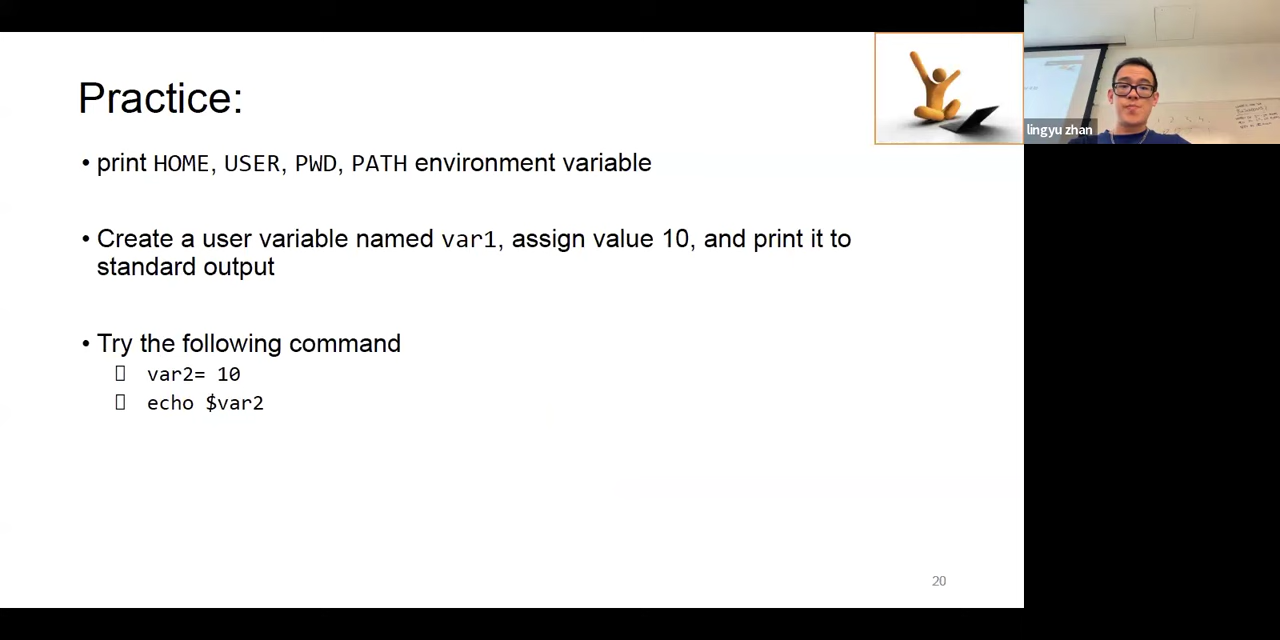 Practice:
• print HOME, USER, PWD, PATH environment variable
• Create a user variable named var1, assign value 10, and print it to
standard output
• Try the following command
var2= 10
echo $var2
20
lingyu zhan